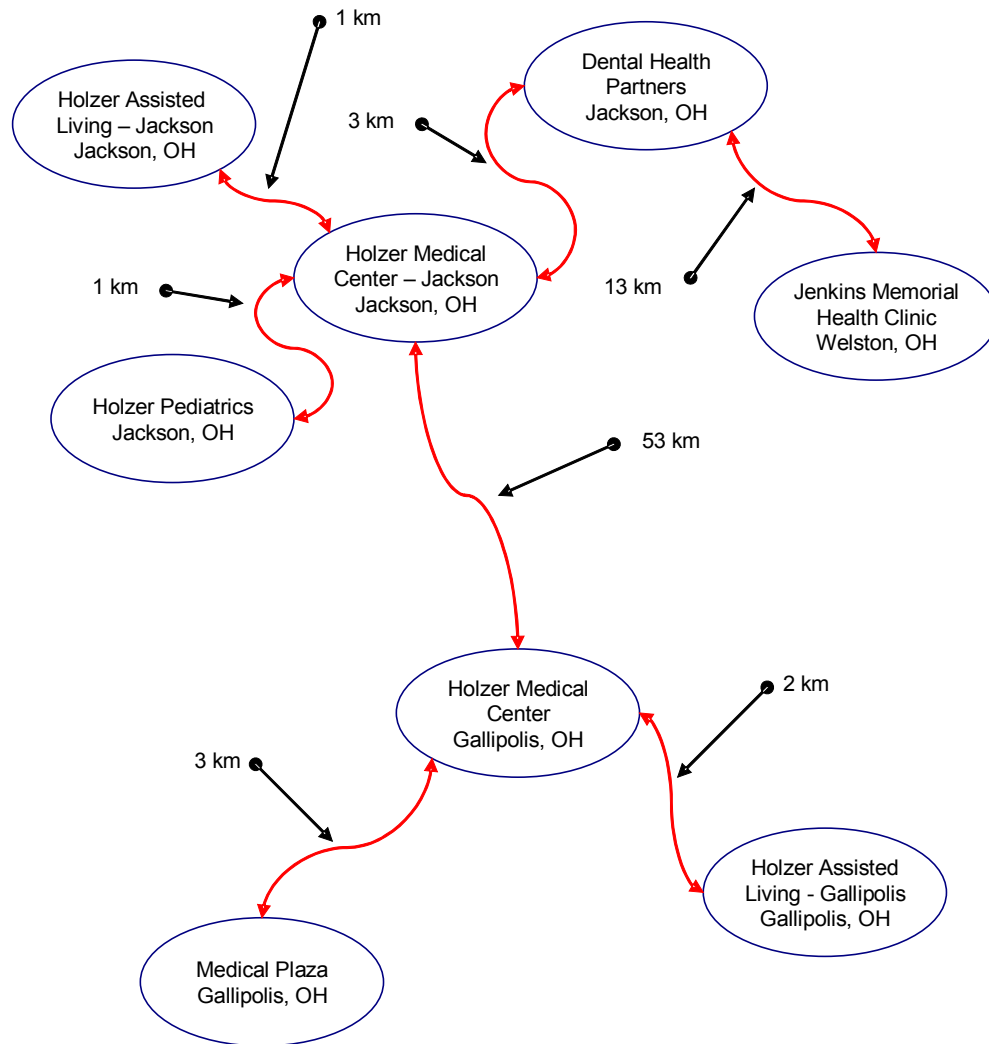 1 km
Dental Health
Partners
Jackson, OH
Holzer Assisted
Living – Jackson
Jackson, OH
3 km
Holzer Medical
Center – Jackson
Jackson, OH
1 km
13 km
Jenkins Memorial
Health Clinic
Welston, OH
Holzer Pediatrics
Jackson, OH
53 km
Holzer Medical
Center
Gallipolis, OH
2 km
3 km
Holzer Assisted
Living - Gallipolis
Gallipolis, OH
Medical Plaza
Gallipolis, OH